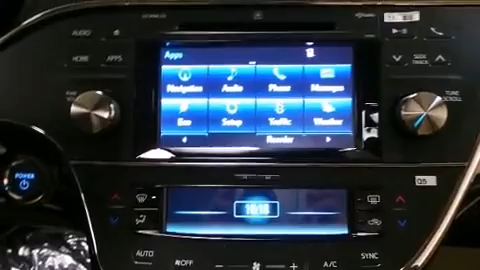 AUDIO
HOME APPS
Apps
Navigation Audio Phone Messages
Eco Setup Traffic Weather
Reorder
SEEK
TRACK
TUNE
SCROLL
POWER
Q5
AUTO OFF A/C SYNC